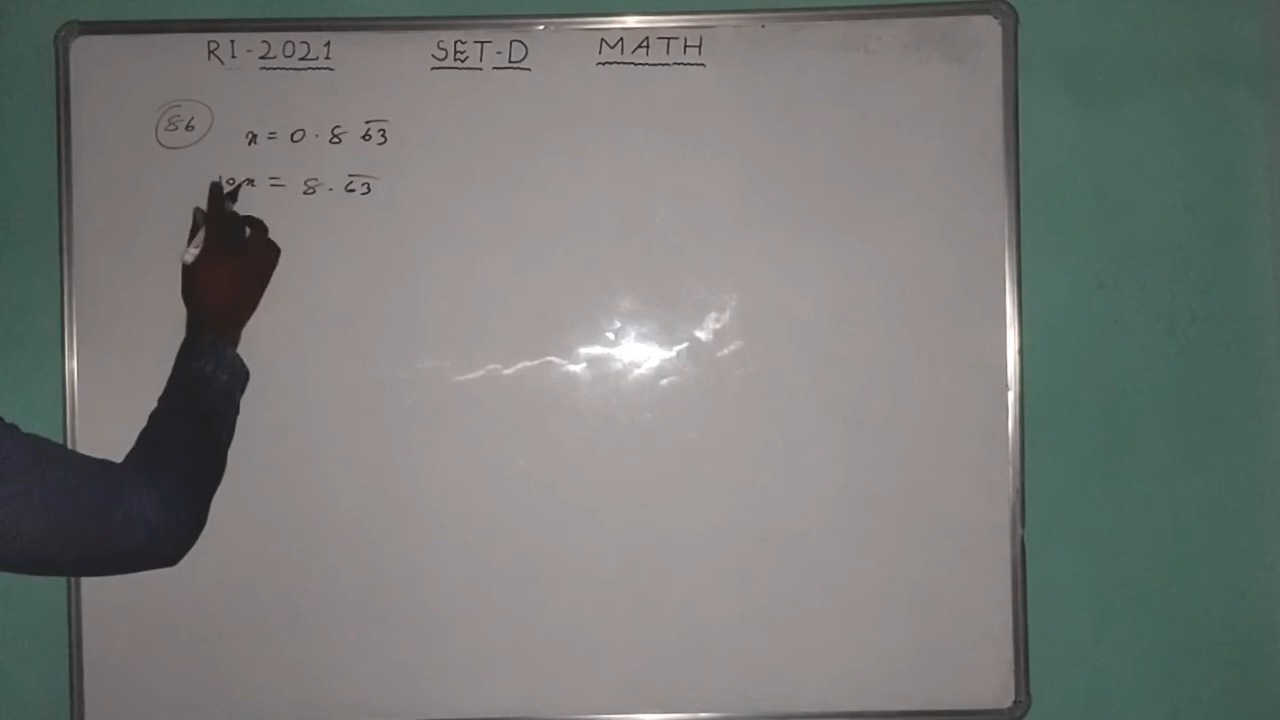 RI-2021 SET-D MATH
86 x = 0.8 6̅3̅
10x = 8.6̅3̅